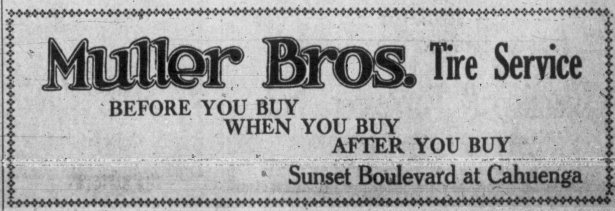 Muller Bros. Tire Service
BEFORE YOU BUY
WHEN YOU BUY
AFTER YOU BUY
Sunset Boulevard at Cahuenga